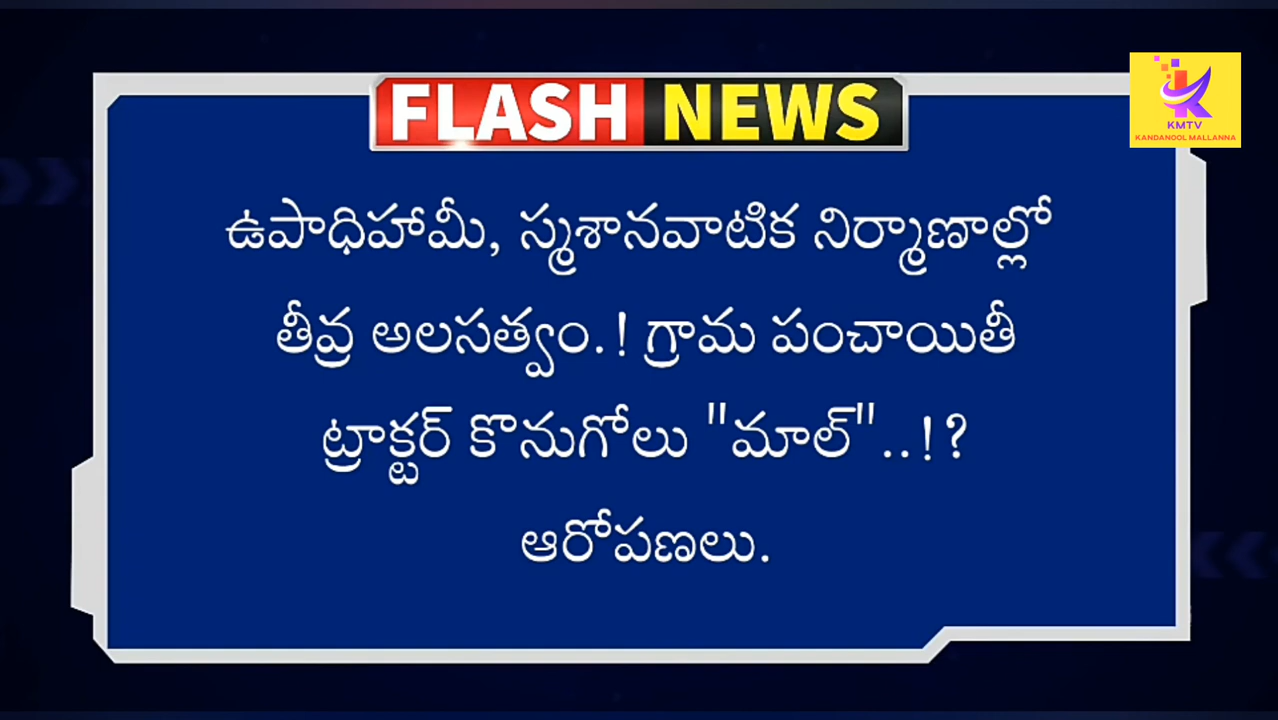 FLASH NEWS
KMTV
KANDANOOL MALLANNA
ఉపాధిహామీ, స్మశానవాటిక నిర్మాణాల్లో
తీవ్ర అలసత్వం.! గ్రామ పంచాయితీ
ట్రాక్టర్ కొనుగోలు "మాల్"..!?
ఆరోపణలు.